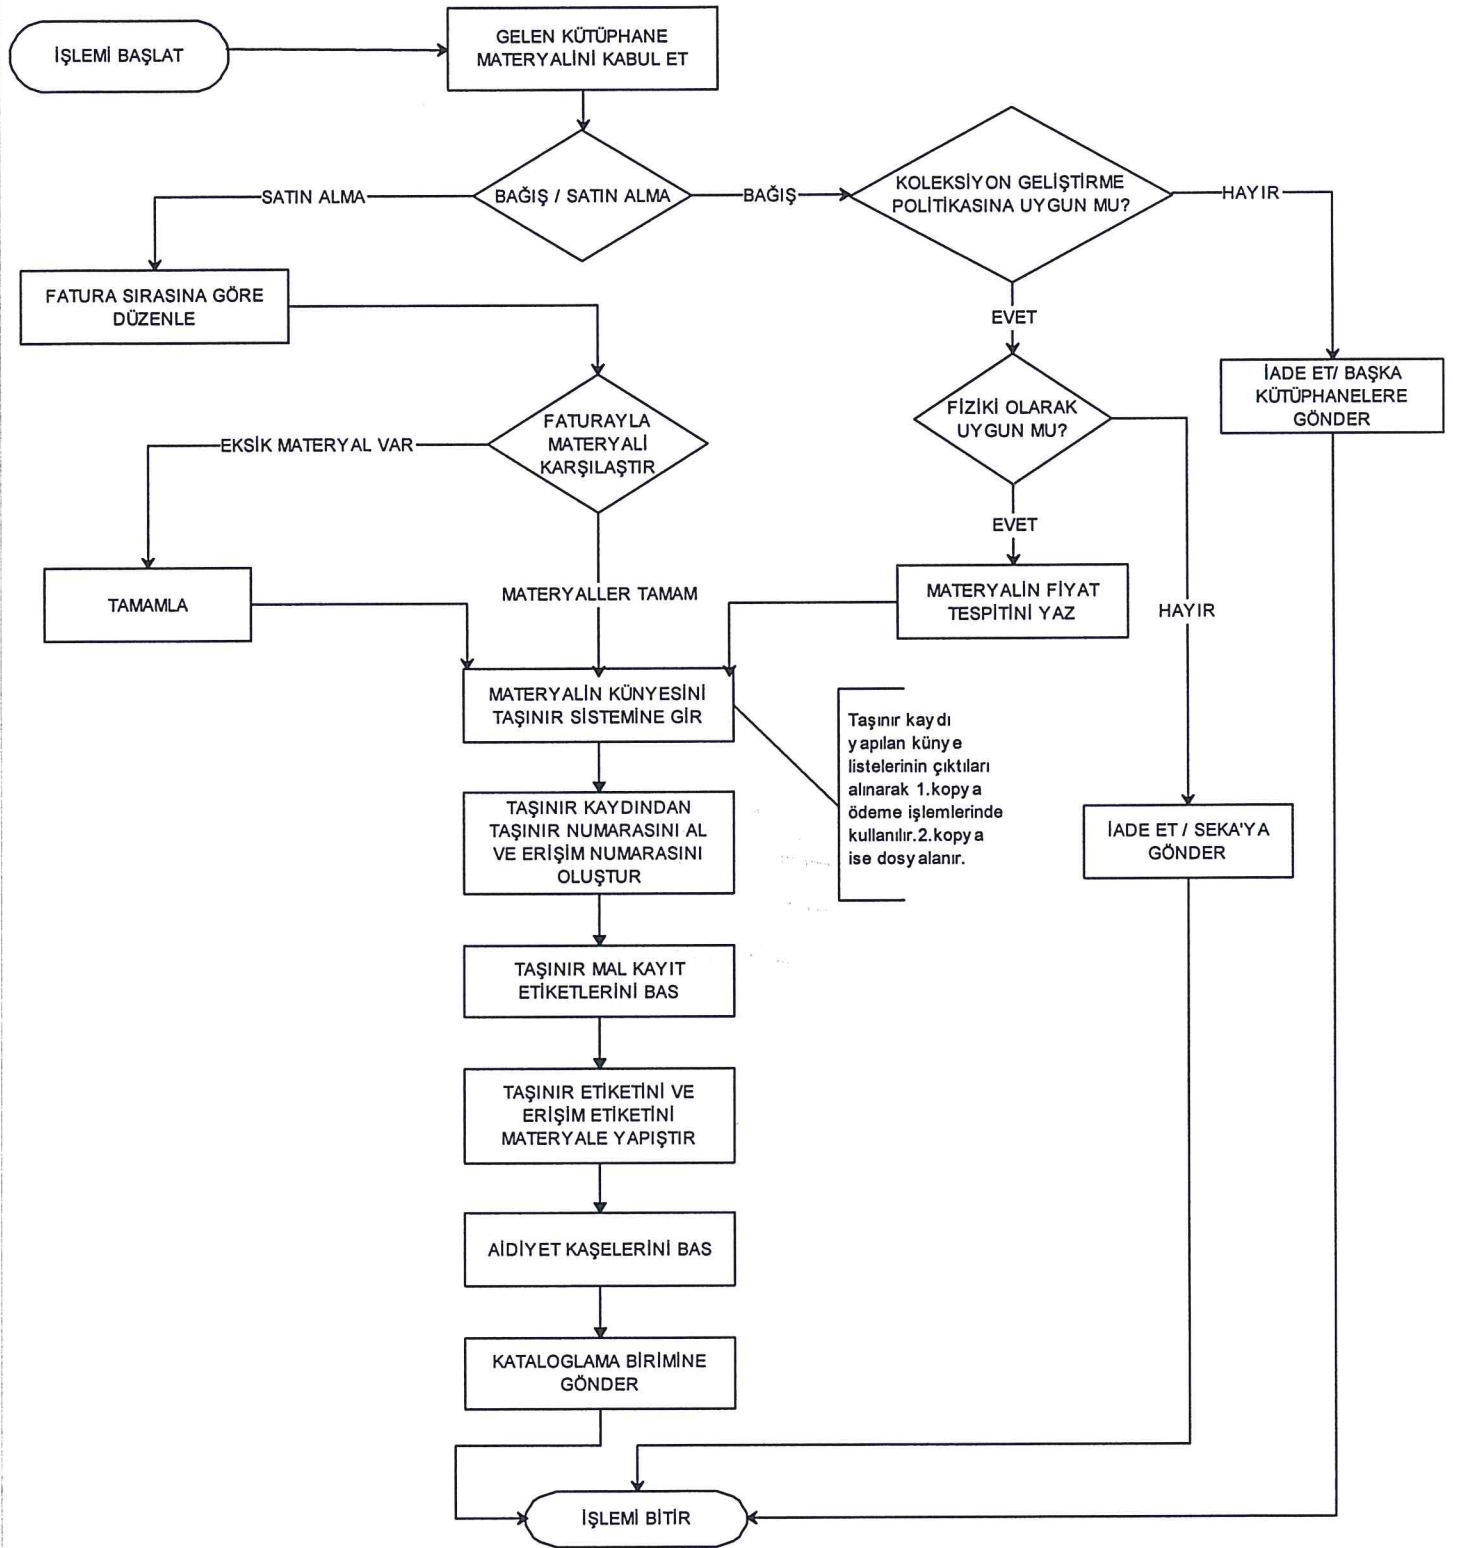 İŞLEMİ BAŞLAT
GELEN KÜTÜPHANE
MATERYALİNİ KABUL ET
BAĞIŞ / SATIN ALMA
SATIN ALMA
BAĞIŞ
KOLEKSİYON GELİŞTİRME
POLİTİKASINA UYGUN MU?
HAYIR
FATURA SIRASINA GÖRE
DÜZENLE
EVET
İADE ET/ BAŞKA
KÜTÜPHANELERE
GÖNDER
FATURAYLA
MATERYALİ
KARŞILAŞTIR
FİZİKİ OLARAK
UYGUN MU?
EKSİK MATERYAL VAR
EVET
TAMAMLA
MATERYALLER TAMAM
MATERYALİN FİYAT
TESPİTİNİ YAZ
HAYIR
MATERYALİN KÜNYESİNİ
TAŞINIR SİSTEMİNE GİR
Taşınır kaydı
yapılan künye
listelerinin çıktıları
alınarak 1.kopya
ödeme işlemlerinde
kullanılır.2.kopya
ise dosyalanır.
TAŞINIR KAYDINDAN
TAŞINIR NUMARASINI AL
VE ERİŞİM NUMARASINI
OLUŞTUR
İADE ET / SEKA'YA
GÖNDER
TAŞINIR MAL KAYIT
ETİKETLERİNİ BAS
TAŞINIR ETİKETİNİ VE
ERİŞİM ETİKETİNİ
MATERYALE YAPIŞTIR
AİDİYET KAŞELERİNİ BAS
KATALOGLAMA BİRİMİNE
GÖNDER
İŞLEMİ BİTİR